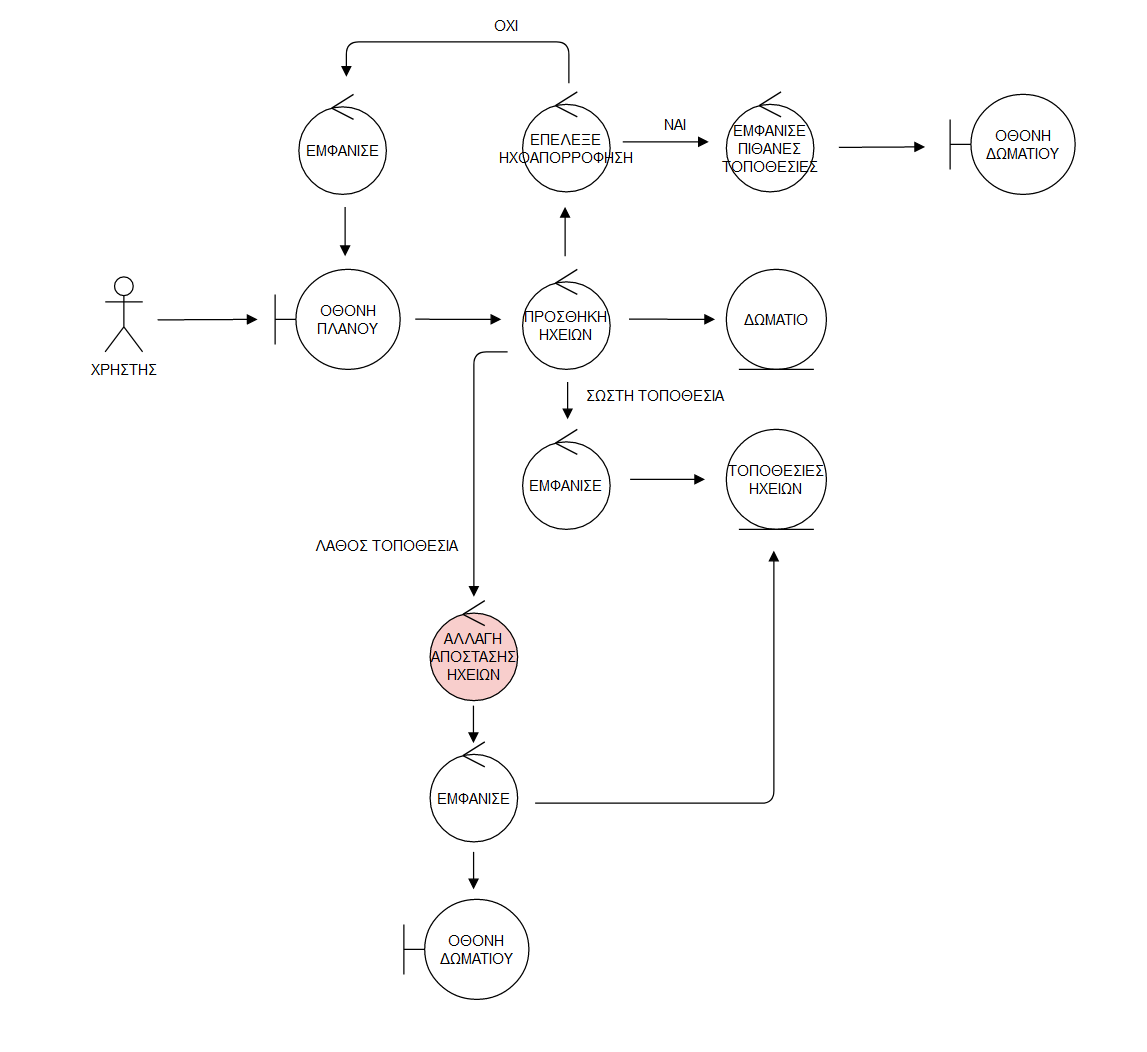 ΟΧΙ
ΝΑΙ
ΕΜΦΑΝΙΣΕ
ΕΠΕΛΕΞΕ
ΗΧΟΑΠΟΡΡΟΦΗΣΗ
ΕΜΦΑΝΙΣΕ
ΠΙΘΑΝΕΣ
ΤΟΠΟΘΕΣΙΕΣ
ΟΘΟΝΗ
ΔΩΜΑΤΙΟΥ
ΧΡΗΣΤΗΣ
ΟΘΟΝΗ
ΠΛΑΝΟΥ
ΠΡΟΣΘΗΚΗ
ΗΧΕΙΩΝ
ΔΩΜΑΤΙΟ
ΣΩΣΤΗ ΤΟΠΟΘΕΣΙΑ
ΕΜΦΑΝΙΣΕ
ΤΟΠΟΘΕΣΙΕΣ
ΗΧΕΙΩΝ
ΛΑΘΟΣ ΤΟΠΟΘΕΣΙΑ
ΑΛΛΑΓΗ
ΑΠΟΣΤΑΣΗΣ
ΗΧΕΙΩΝ
ΕΜΦΑΝΙΣΕ
ΟΘΟΝΗ
ΔΩΜΑΤΙΟΥ